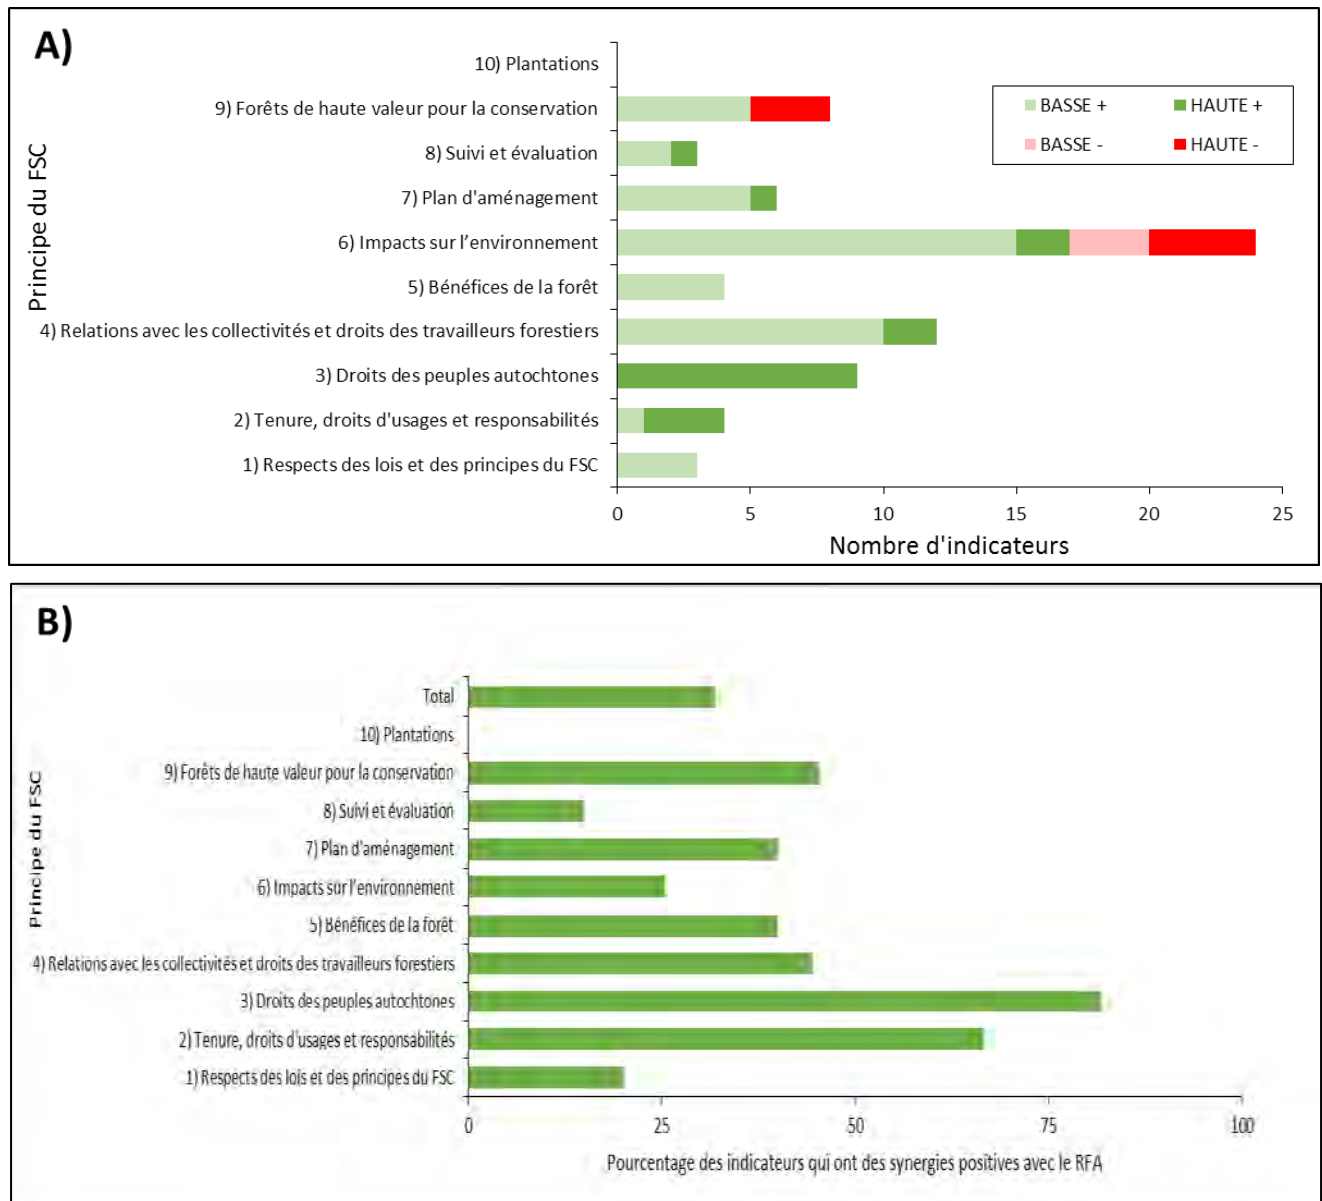 A)
Principe du FSC
10) Plantations
9) Forêts de haute valeur pour la conservation
8) Suivi et évaluation
7) Plan d'aménagement
6) Impacts sur l’environnement
5) Bénéfices de la forêt
4) Relations avec les collectivités et droits des travailleurs forestiers
3) Droits des peuples autochtones
2) Tenure, droits d'usages et responsabilités
1) Respects des lois et des principes du FSC
BASSE + HAUTE +
BASSE - HAUTE -
0 5 10 15 20 25
Nombre d'indicateurs
B)
Principe du FSC
Total
10) Plantations
9) Forêts de haute valeur pour la conservation
8) Suivi et évaluation
7) Plan d'aménagement
6) Impacts sur l'environnement
5) Bénéfices de la forêt
4) Relations avec les collectivités et droits des travailleurs forestiers
3) Droits des peuples autochtones
2) Tenure, droits d'usages et responsabilités
1) Respects des lois et des principes du FSC
0 25 50 75 100
Pourcentage des indicateurs qui ont des synergies positives avec le RFA